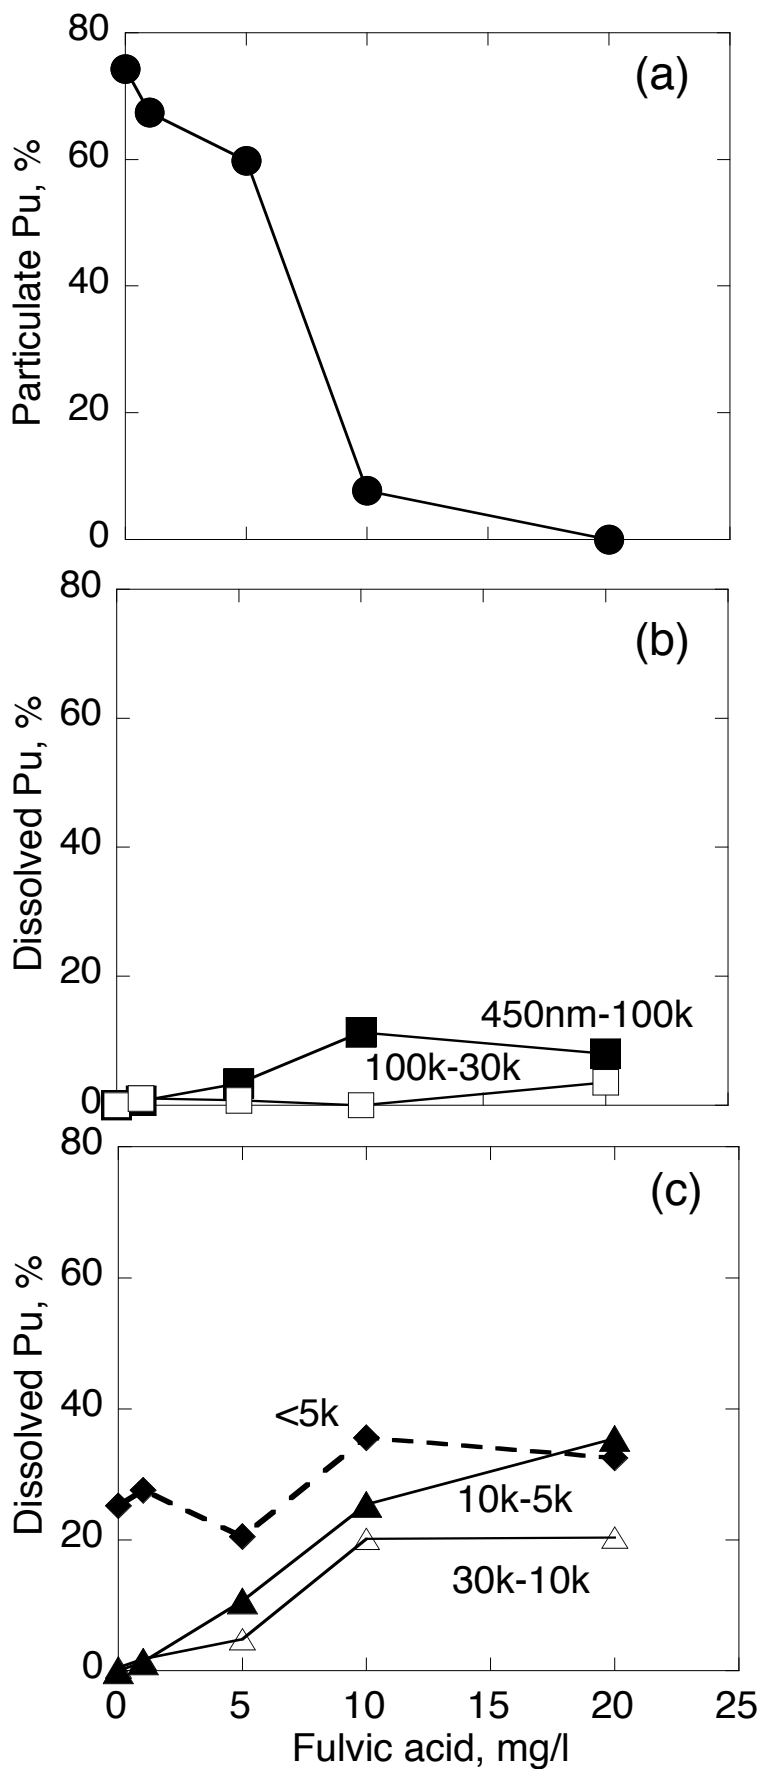 80
(a)
60
Particulate Pu, %
40
20
0
80
(b)
60
Dissolved Pu, %
40
20
450nm-100k
100k-30k
0
80
(c)
60
Dissolved Pu, %
40
<5k
10k-5k
20
30k-10k
0
0 5 10 15 20 25
Fulvic acid, mg/l